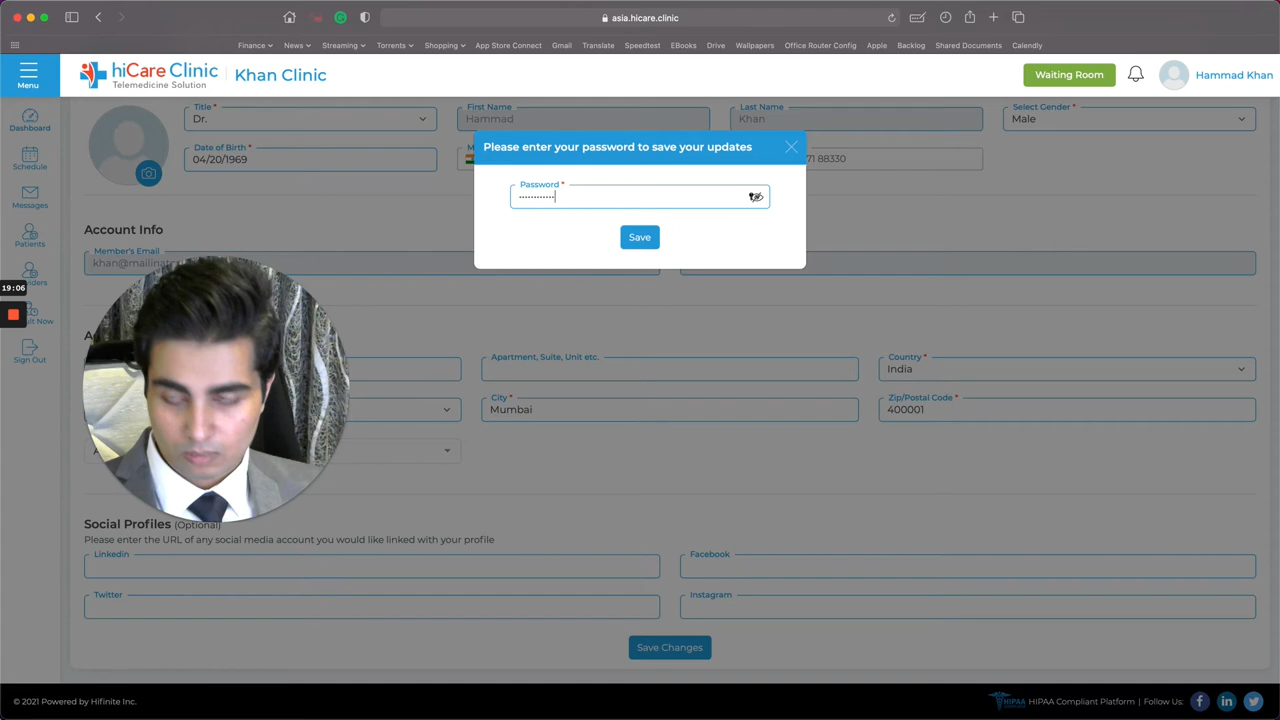 asia.hicare.clinic
Finance News Streaming Torrents Shopping App Store Connect Gmail Translate Speedtest EBooks Drive Wallpapers Office Router Config Apple Backlog Shared Documents Calendly
Menu
hiCare Clinic
Telemedicine Solution
Khan Clinic
Waiting Room
Hammad Khan
Dashboard
Schedule
Messages
Patients
Sign Out
19:06
Title *
Dr.
First Name
Hammad
Last Name
Khan
Select Gender *
Male
Date of Birth *
04/20/1969
71 88330
Please enter your password to save your updates
Password *
Save
Account Info
Member's Email
Apartment, Suite, Unit etc.
Country *
India
City *
Mumbai
Zip/Postal Code *
400001
Social Profiles (Optional)
Please enter the URL of any social media account you would like linked with your profile
Linkedin
Facebook
Twitter
Instagram
Save Changes
© 2021 Powered by Hifinite Inc.
HIPAA
HIPAA Compliant Platform | Follow Us: